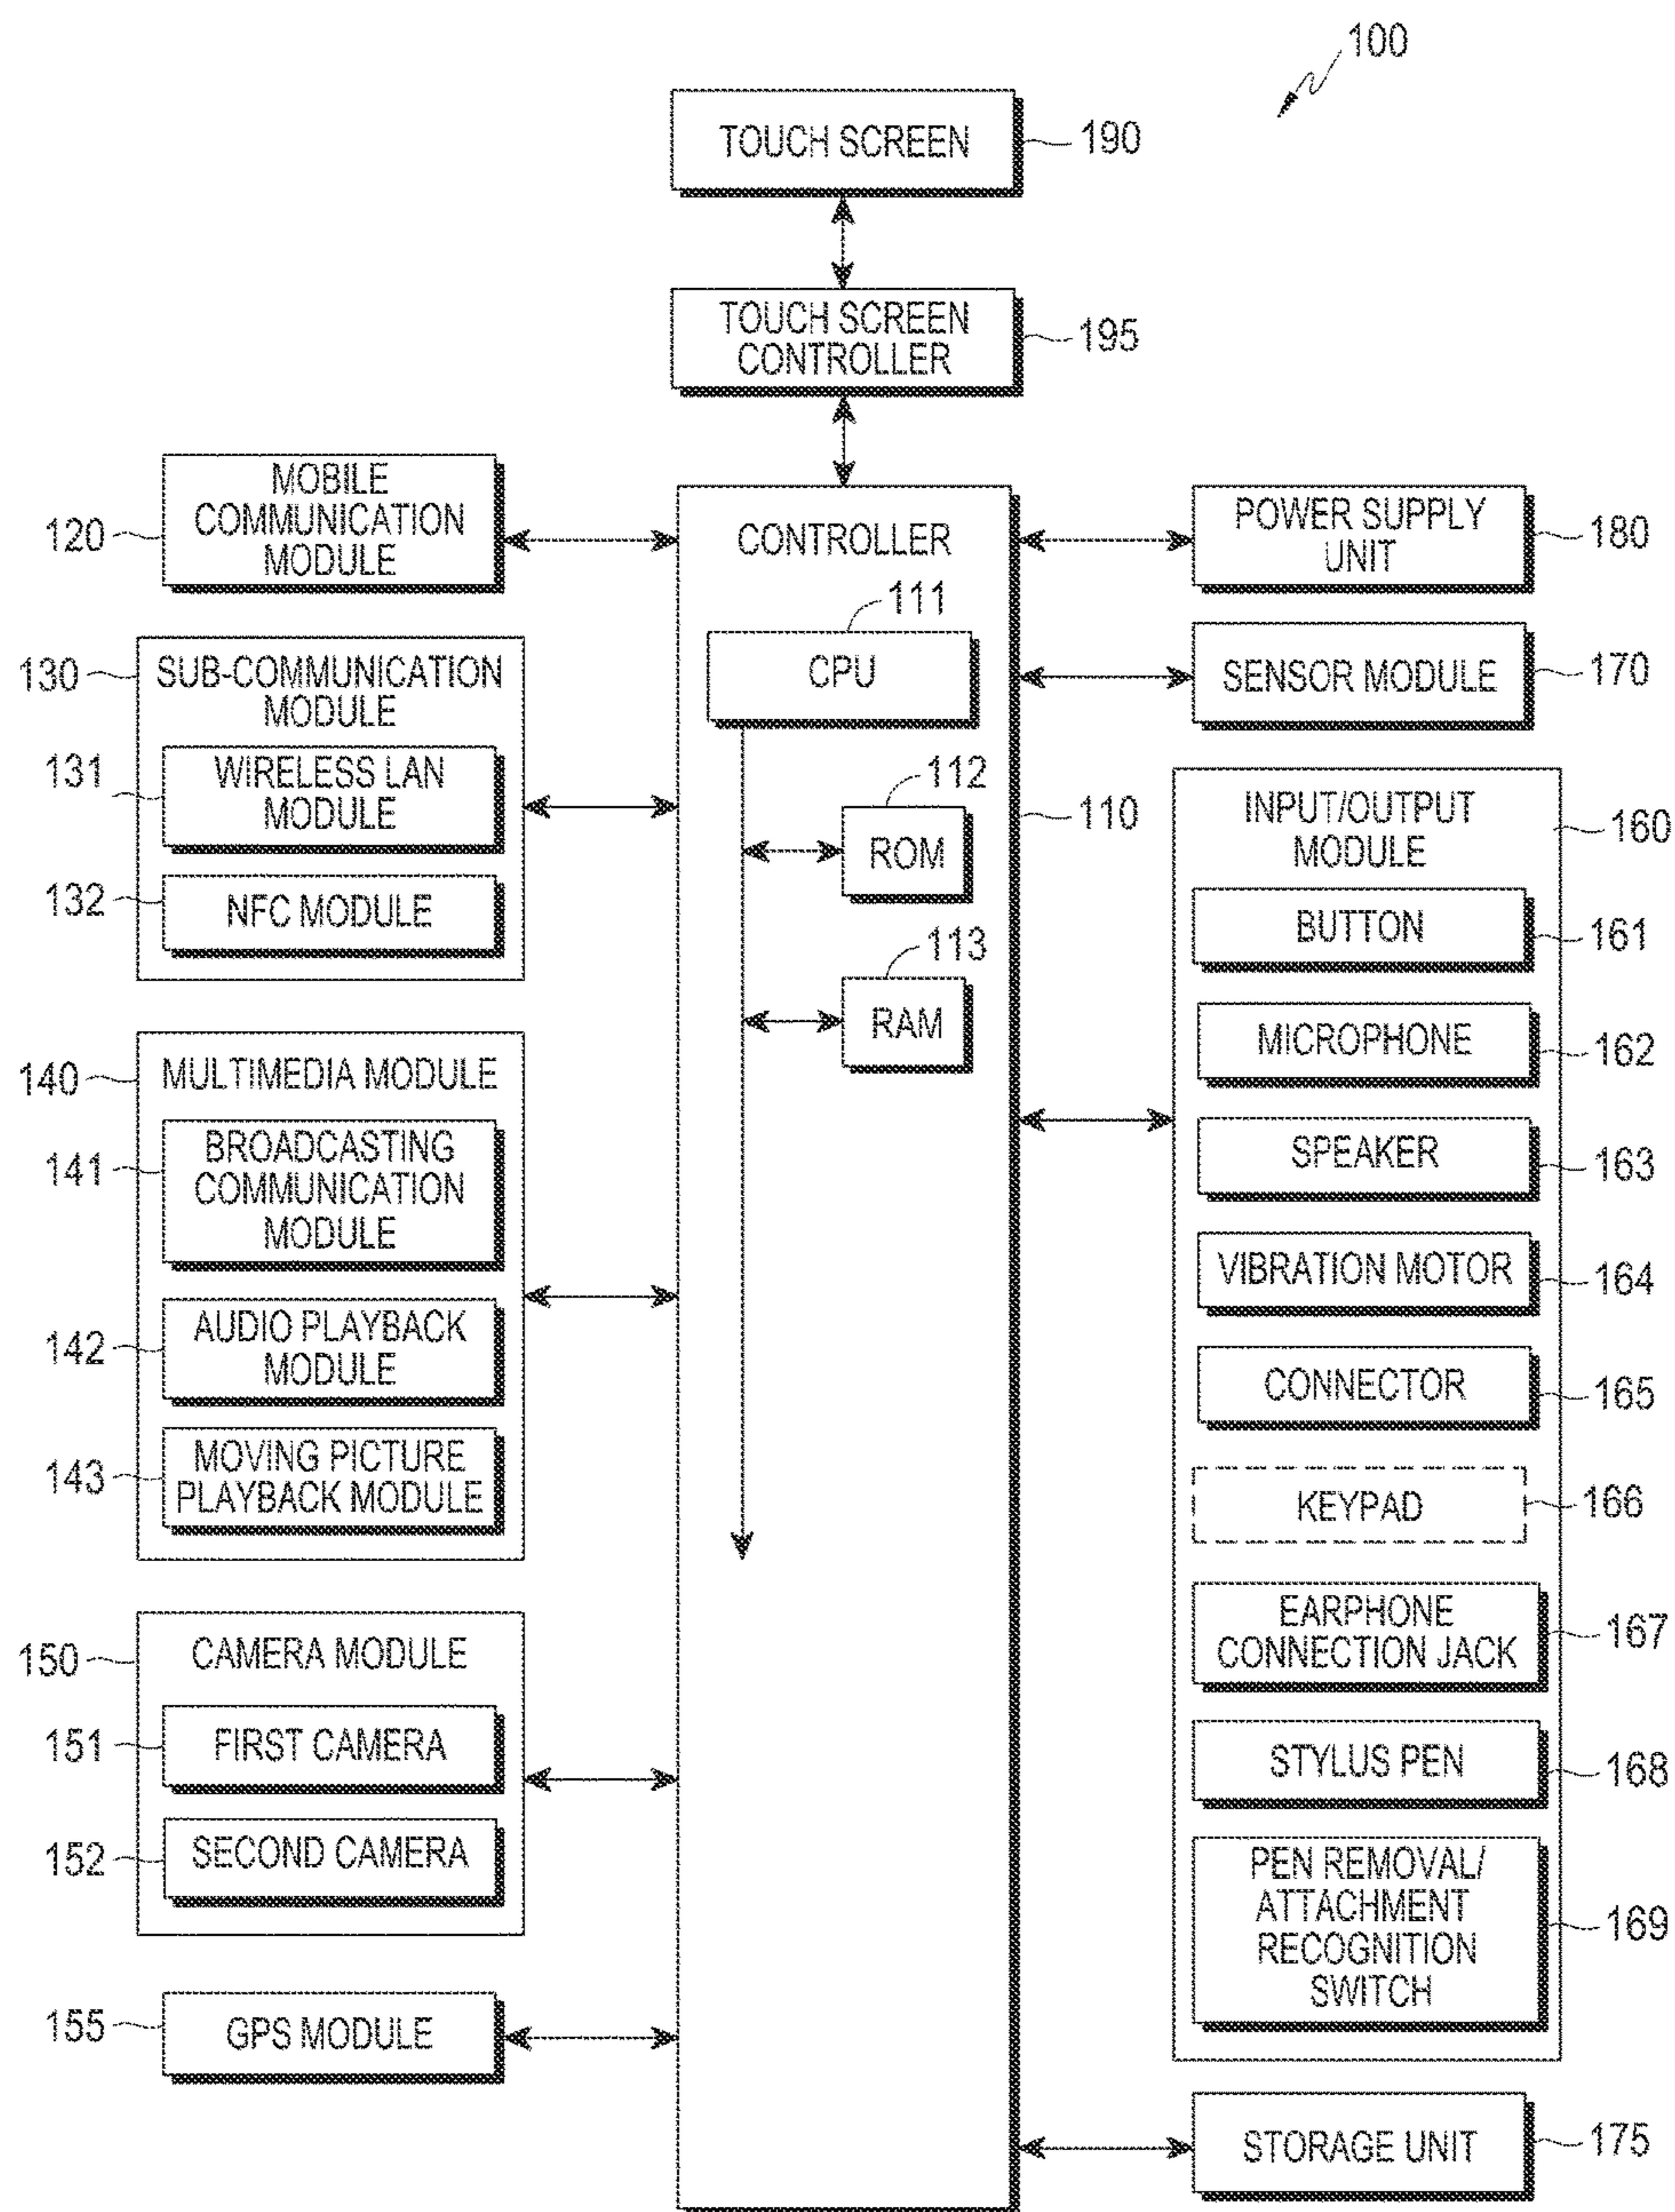 100
TOUCH SCREEN
190
TOUCH SCREEN
CONTROLLER
195
120
MOBILE
COMMUNICATION
MODULE
130
SUB-COMMUNICATION
MODULE
131
WIRELESS LAN
MODULE
132
NFC MODULE
140
MULTIMEDIA MODULE
141
BROADCASTING
COMMUNICATION
MODULE
142
AUDIO PLAYBACK
MODULE
143
MOVING PICTURE
PLAYBACK MODULE
150
CAMERA MODULE
151
FIRST CAMERA
152
SECOND CAMERA
155
GPS MODULE
CONTROLLER
110
111
CPU
112
ROM
113
RAM
POWER SUPPLY
UNIT
180
SENSOR MODULE
170
INPUT/OUTPUT
MODULE
160
BUTTON
161
MICROPHONE
162
SPEAKER
163
VIBRATION MOTOR
164
CONNECTOR
165
KEYPAD
166
EARPHONE
CONNECTION JACK
167
STYLUS PEN
168
PEN REMOVAL/
ATTACHMENT
RECOGNITION
SWITCH
169
STORAGE UNIT
175